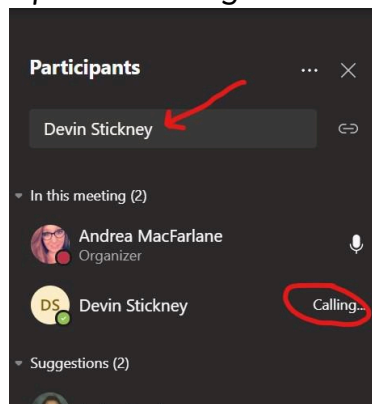 Participants
Devin Stickney
In this meeting (2)
Andrea MacFarlane
Organizer
DS Devin Stickney Calling...
Suggestions (2)